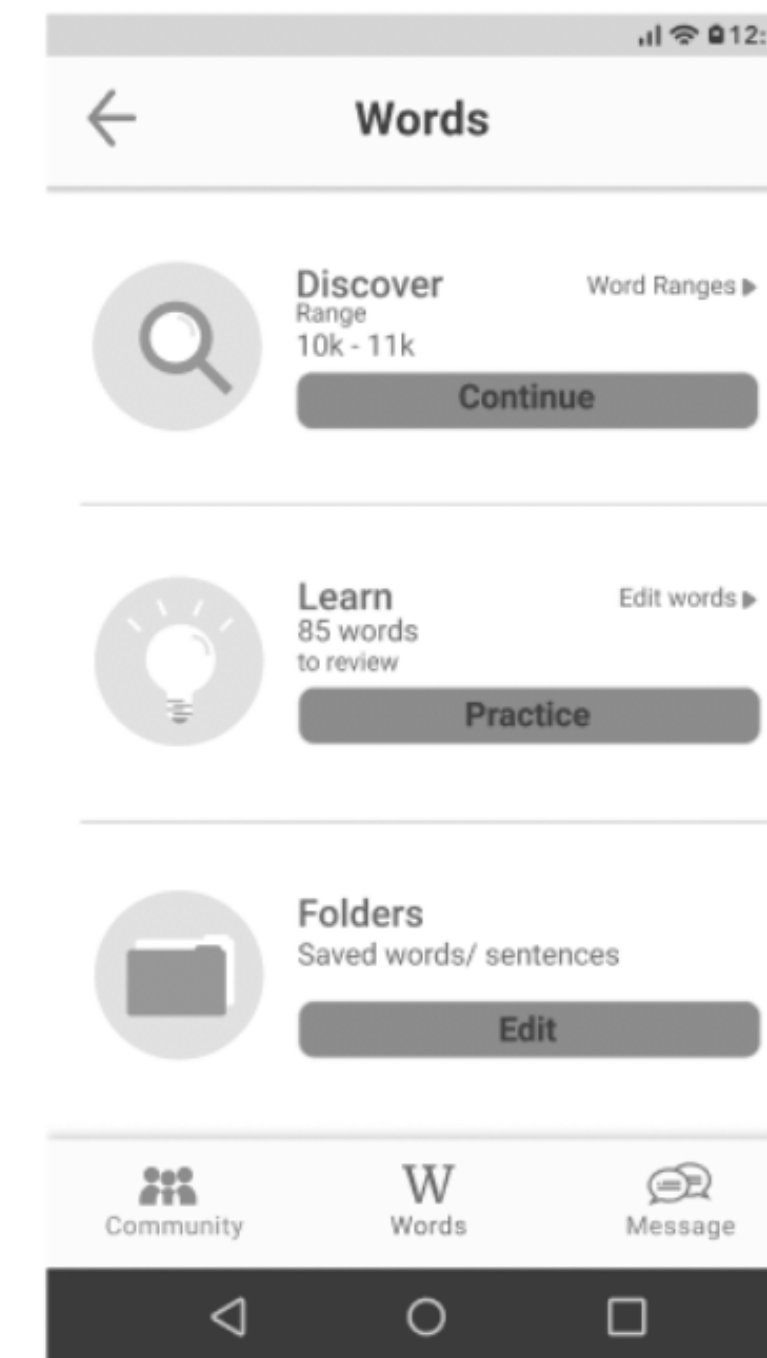 12:
Words
Discover
Word Ranges
Range
10k - 11k
Continue
Learn
Edit words
85 words
to review
Practice
Folders
Saved words/ sentences
Edit
W
Community
Words
Message